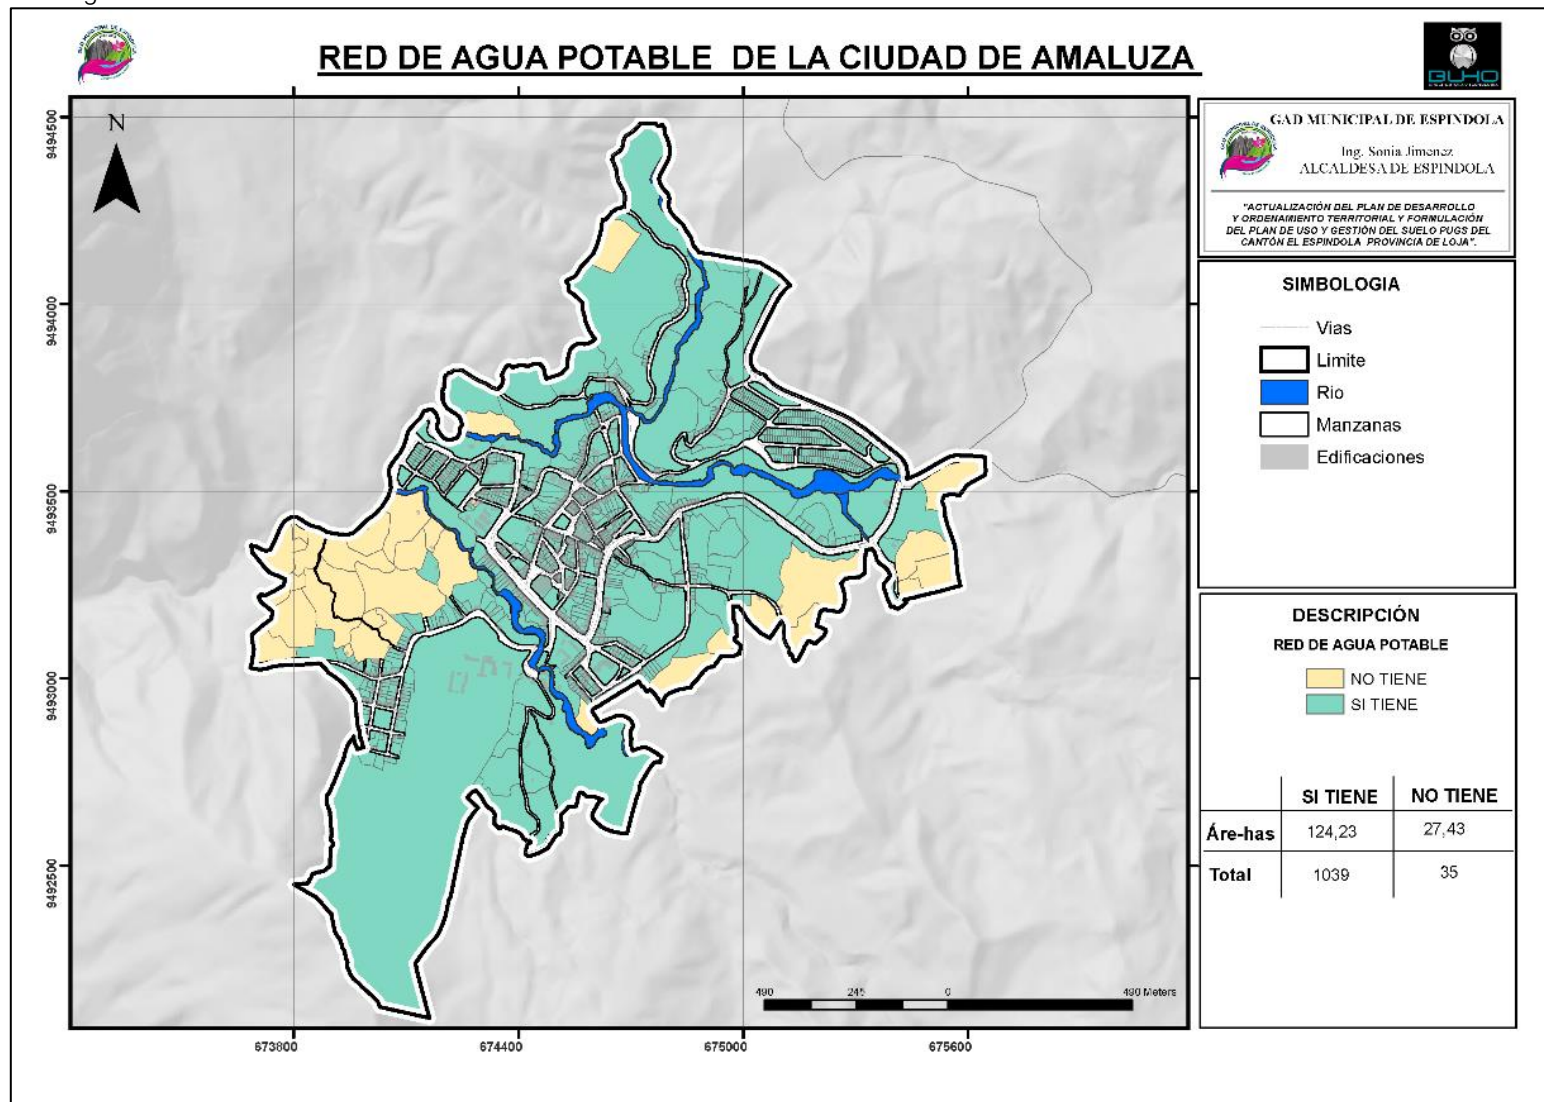 RED DE AGUA POTABLE DE LA CIUDAD DE AMALUZA
BUHO
N
GAD MUNICIPAL DE ESPINDOLA
Ing. Sonia Jimenez
ALCALDESA DE ESPINDOLA
"ACTUALIZACIÓN DEL PLAN DE DESARROLLO
Y ORDENAMIENTO TERRITORIAL Y FORMULACIÓN
DEL PLAN DE USO Y GESTIÓN DEL SUELO PUGS DEL
CANTÓN EL ESPINDOLA PROVINCIA DE LOJA".
SIMBOLOGIA
Vias
Limite
Rio
Manzanas
Edificaciones
DESCRIPCIÓN
RED DE AGUA POTABLE
NO TIENE
SI TIENE
SI TIENE NO TIENE
Áre-has 124,23 27,43
Total 1039 35
9494500
9494000
9493500
9493000
9492500
490 245 0 490 Meters
673800 674400 675000 675600